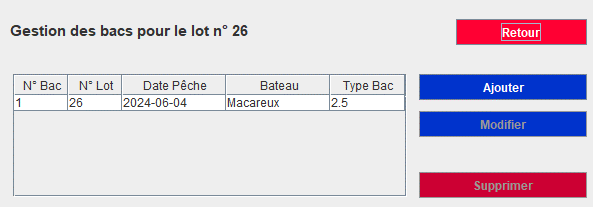 Gestion des bacs pour le lot n° 26
Retour
N° Bac N° Lot Date Pêche Bateau Type Bac
1 26 2024-06-04 Macareux 2.5
Ajouter
Modifier
Supprimer